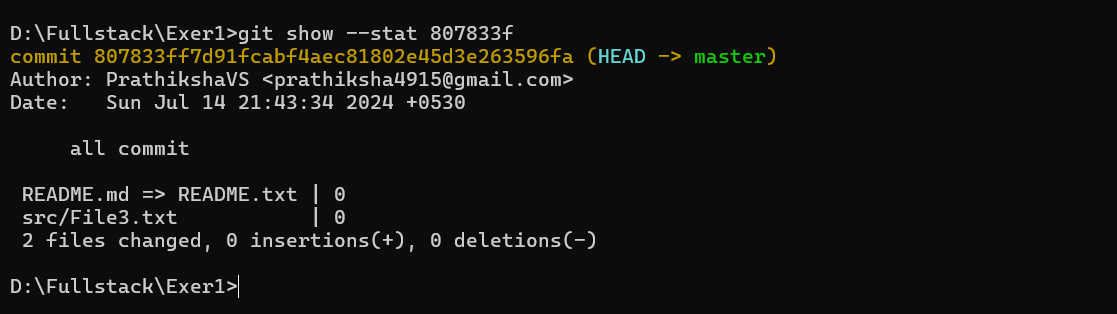 D:\Fullstack\Exer1>git show --stat 807833f
commit 807833ff7d91fcabf4aec81802e45d3e263596fa (HEAD -> master)
Author: PrathikshaVS <prathiksha4915@gmail.com>
Date:   Sun Jul 14 21:43:34 2024 +0530
     all commit
 README.md => README.txt | 0
 src/File3.txt           | 0
 2 files changed, 0 insertions(+), 0 deletions(-)
D:\Fullstack\Exer1>